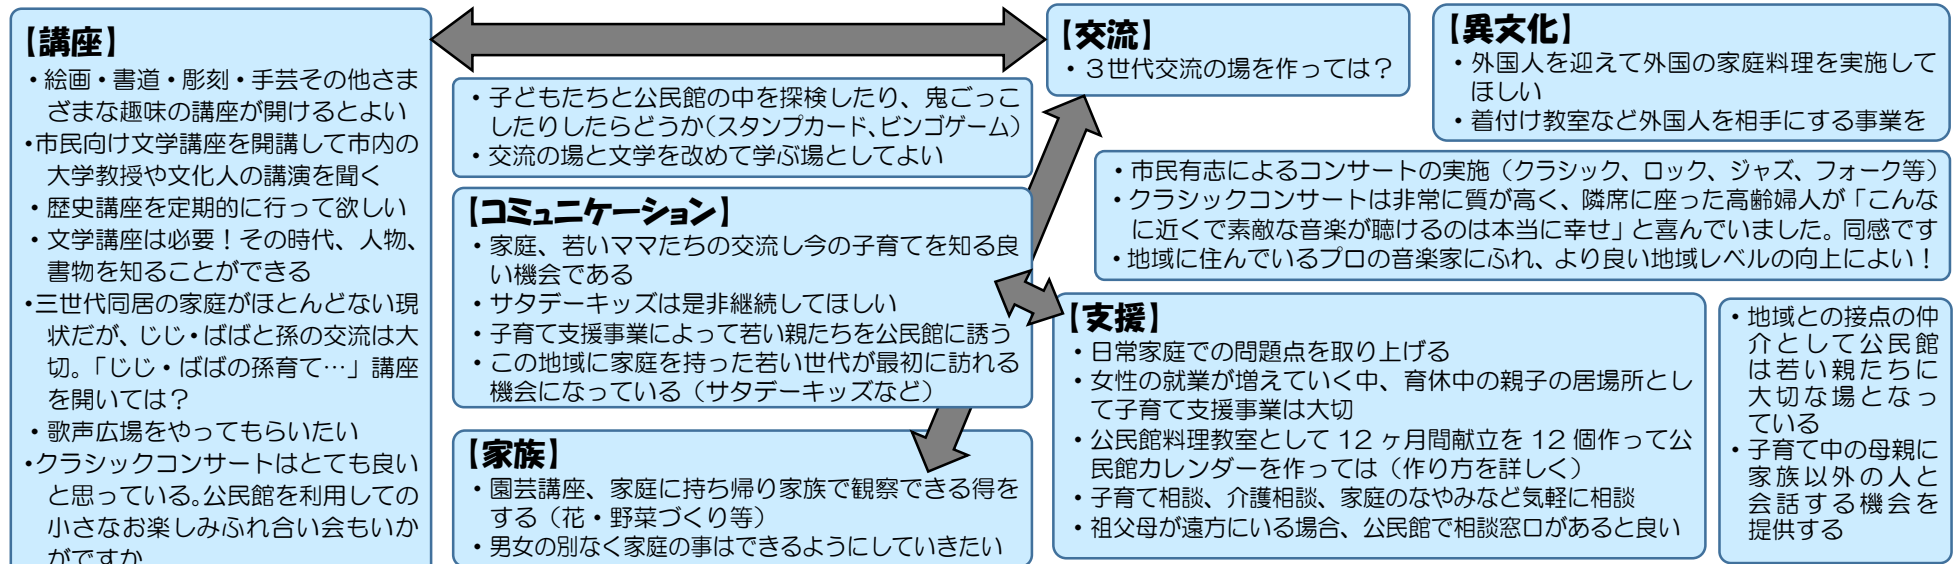 【講座】
・絵画・書道・彫刻・手芸その他さま
ざまな趣味の講座が開けるとよい
・市民向け文学講座を開講して市内の
大学教授や文化人の講演を聞く
・歴史講座を定期的に行って欲しい
・文学講座は必要！その時代、人物、
書物を知ることができる
・三世代同居の家庭がほとんどない現
状だが、じじ・ばばと孫の交流は大
切。「じじ・ばばの孫育て…」講座
を開いては？
・歌声広場をやってもらいたい
・クラシックコンサートはとても良い
と思っている。公民館を利用しての
小さなお楽しみふれ合い会もいか
がですか
・子どもたちと公民館の中を探検したり、鬼ごっこ
したりしたらどうか（スタンプカード、ビンゴゲーム）
・交流の場と文学を改めて学ぶ場としてよい
【コミュニケーション】
・家庭、若いママたちの交流し今の子育てを知る良
い機会である
・サタデーキッズは是非継続してほしい
・子育て支援事業によって若い親たちを公民館に誘う
・この地域に家庭を持った若い世代が最初に訪れる
機会になっている（サタデーキッズなど）
【家族】
・園芸講座、家庭に持ち帰り家族で観察できる得を
する（花・野菜づくり等）
・男女の別なく家庭の事はできるようにしていきたい
【交流】
・３世代交流の場を作っては？
【異文化】
・外国人を迎えて外国の家庭料理を実施して
ほしい
・着付け教室など外国人を相手にする事業を
・市民有志によるコンサートの実施（クラシック、ロック、ジャズ、フォーク等）
・クラシックコンサートは非常に質が高く、隣席に座った高齢婦人が「こんな
に近くで素敵な音楽が聴けるのは本当に幸せ」と喜んでいました。同感です
・地域に住んでいるプロの音楽家にふれ、より良い地域レベルの向上によい！
【支援】
・日常家庭での問題点を取り上げる
・女性の就業が増えていく中、育休中の親子の居場所とし
て子育て支援事業は大切
・公民館料理教室として 12 ヶ月間献立を 12 個作って公
民館カレンダーを作っては（作り方を詳しく）
・子育て相談、介護相談、家庭のなやみなど気軽に相談
・祖父母が遠方にいる場合、公民館で相談窓口があると良い
・地域との接点の仲
介として公民館
は若い親たちに
大切な場となっ
ている
・子育て中の母親に
家族以外の人と
会話する機会を
提供する